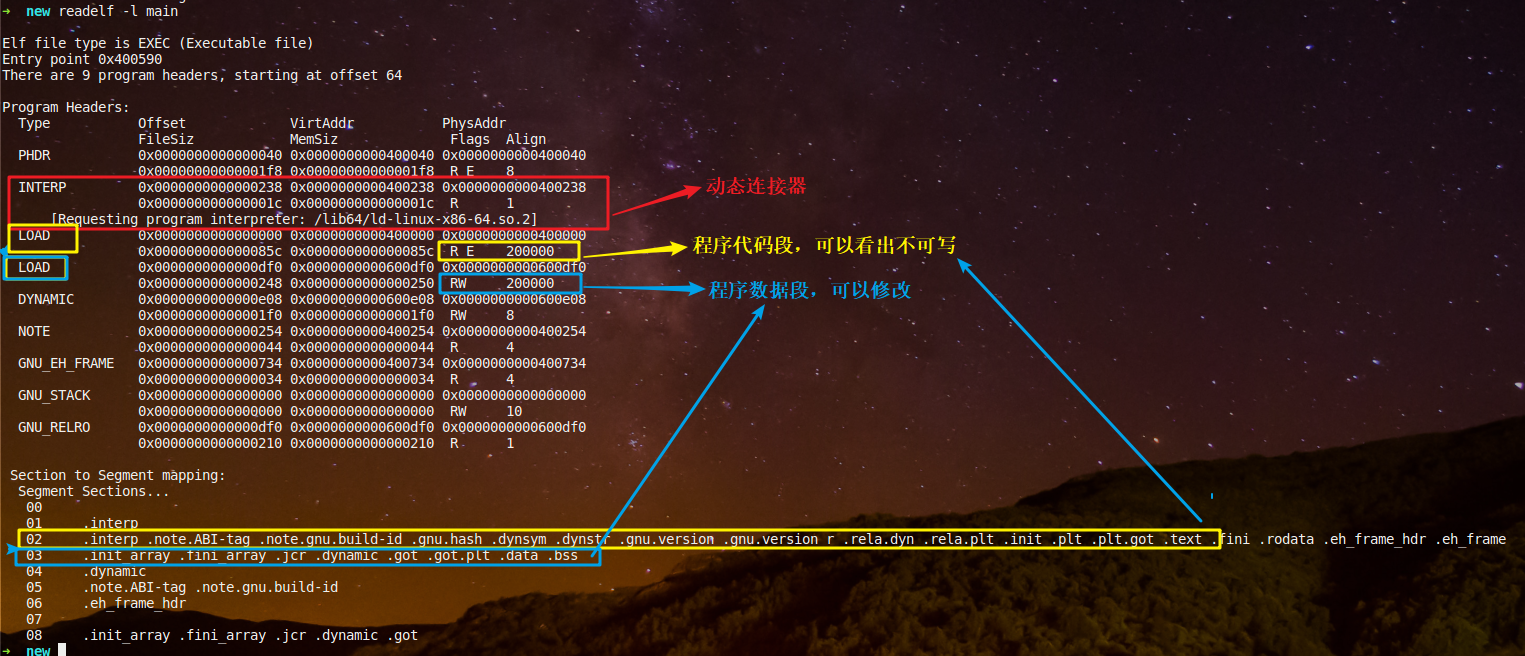 → new readelf -l main
Elf file type is EXEC (Executable file)
Entry point 0x400590
There are 9 program headers, starting at offset 64
Program Headers:
Type Offset VirtAddr PhysAddr
FileSiz MemSiz Flags Align
PHDR 0x0000000000000040 0x0000000000400040 0x0000000000400040
0x00000000000001f8 0x00000000000001f8 R E 8
INTERP 0x0000000000000238 0x0000000000400238 0x0000000000400238
0x000000000000001c 0x000000000000001c R 1
动态连接器
[Requesting program interpreter: /lib64/ld-linux-x86-64.so.2]
LOAD 0x0000000000000000 0x0000000000400000 0x0000000000400000
0x000000000000085c 0x000000000000085c R E 200000
程序代码段，可以看出不可写
LOAD 0x0000000000000df0 0x0000000000600df0 0x0000000000600df0
0x0000000000000248 0x0000000000000250 RW 200000
程序数据段，可以修改
DYNAMIC 0x0000000000000e08 0x0000000000600e08 0x0000000000600e08
0x00000000000001f0 0x00000000000001f0 RW 8
NOTE 0x0000000000000254 0x0000000000400254 0x0000000000400254
0x0000000000000044 0x0000000000000044 R 4
GNU_EH_FRAME 0x0000000000000734 0x0000000000400734 0x0000000000400734
0x0000000000000034 0x0000000000000034 R 4
GNU_STACK 0x0000000000000000 0x0000000000000000 0x0000000000000000
0x0000000000000000 0x0000000000000000 RW 10
GNU_RELRO 0x0000000000000df0 0x0000000000600df0 0x0000000000600df0
0x0000000000000210 0x0000000000000210 R 1
Section to Segment mapping:
Segment Sections...
00
01 .interp
02 .interp .note.ABI-tag .note.gnu.build-id .gnu.hash .dynsym .dynstr .gnu.version .gnu.version_r .rela.dyn .rela.plt .init .plt .plt.got .text .fini .rodata .eh_frame_hdr .eh_frame
03 .init_array .fini_array .jcr .dynamic .got .got.plt .data .bss
04 .dynamic
05 .note.ABI-tag .note.gnu.build-id
06 .eh_frame_hdr
07
08 .init_array .fini_array .jcr .dynamic .got
→ new